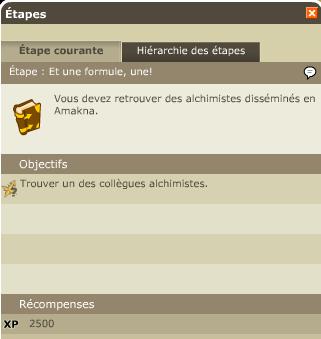 Étapes
Étape courante
Hiérarchie des étapes
Étape : Et une formule, une!
Vous devez retrouver des alchimistes disséminés en
Amakna.
Objectifs
Trouver un des collègues alchimistes.
Récompenses
XP 2500